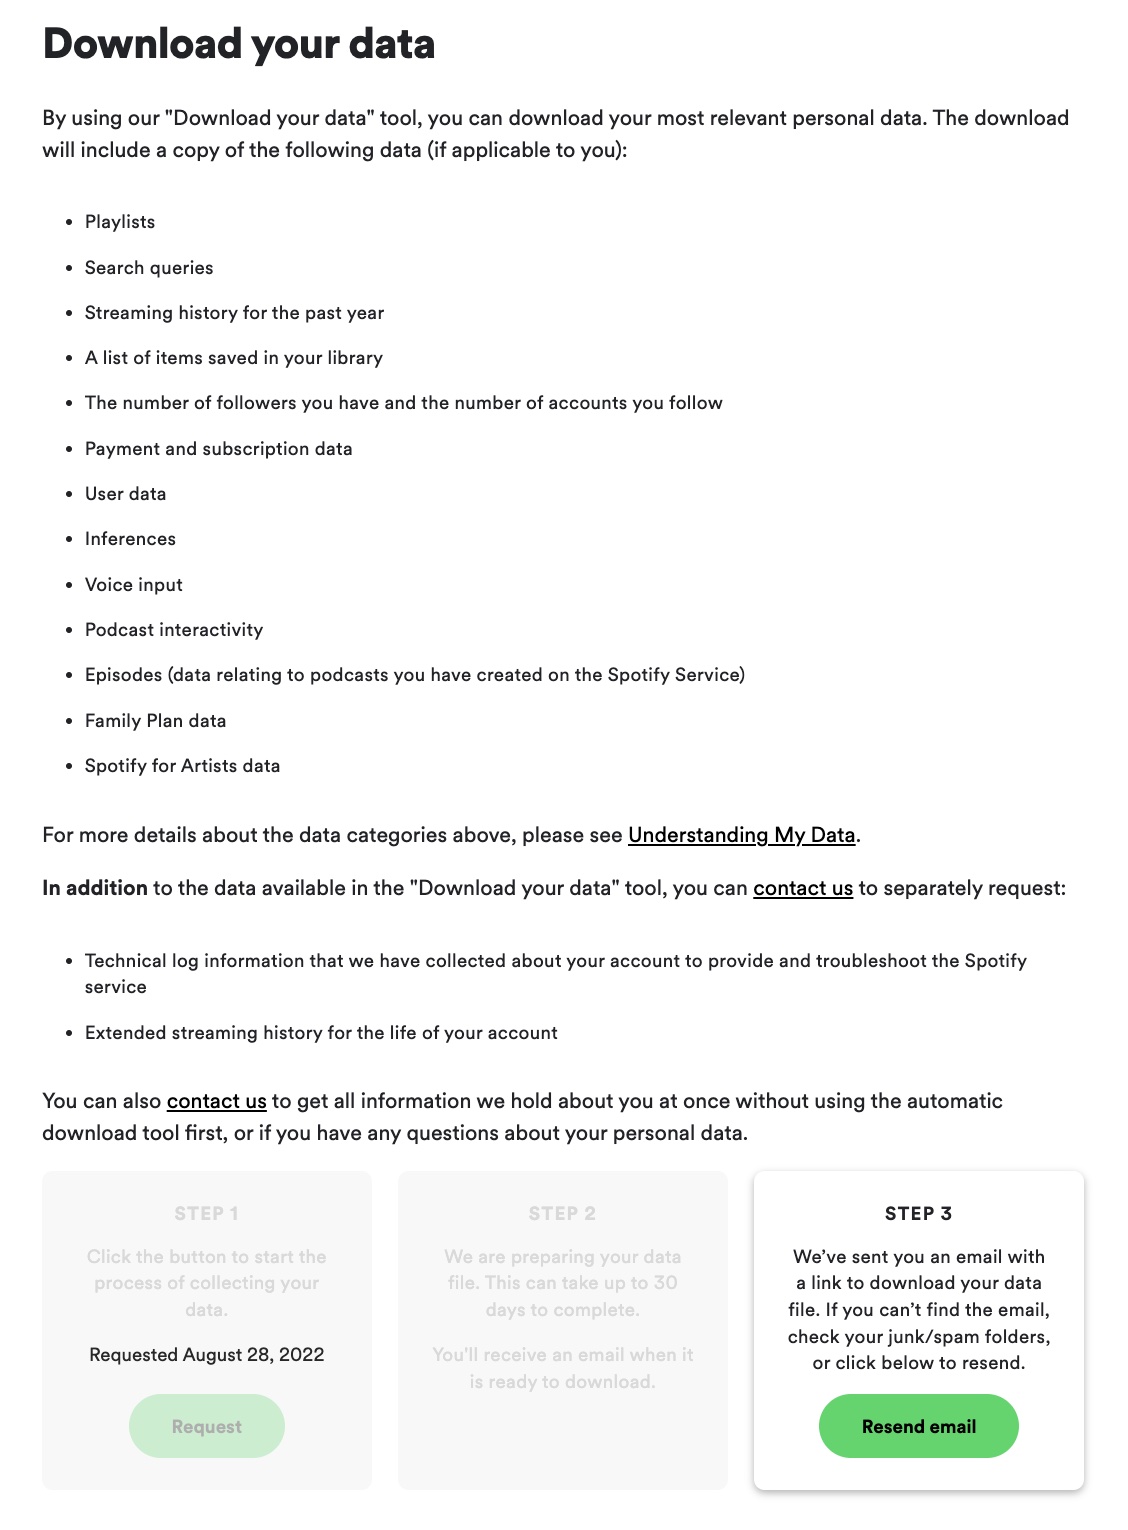 Download your data
By using our "Download your data" tool, you can download your most relevant personal data. The download
will include a copy of the following data (if applicable to you):
• Playlists
• Search queries
• Streaming history for the past year
• A list of items saved in your library
• The number of followers you have and the number of accounts you follow
• Payment and subscription data
• User data
• Inferences
• Voice input
• Podcast interactivity
• Episodes (data relating to podcasts you have created on the Spotify Service)
• Family Plan data
• Spotify for Artists data
For more details about the data categories above, please see Understanding My Data.
In addition to the data available in the "Download your data" tool, you can contact us to separately request:
• Technical log information that we have collected about your account to provide and troubleshoot the Spotify
service
• Extended streaming history for the life of your account
You can also contact us to get all information we hold about you at once without using the automatic
download tool first, or if you have any questions about your personal data.
STEP 1
Click the button to start the
process of collecting your
data.
Requested August 28, 2022
Request
STEP 2
We are preparing your data
file. This can take up to 30
days to complete.
You'll receive an email when it
is ready to download.
STEP 3
We’ve sent you an email with
a link to download your data
file. If you can’t find the email,
check your junk/spam folders,
or click below to resend.
Resend email